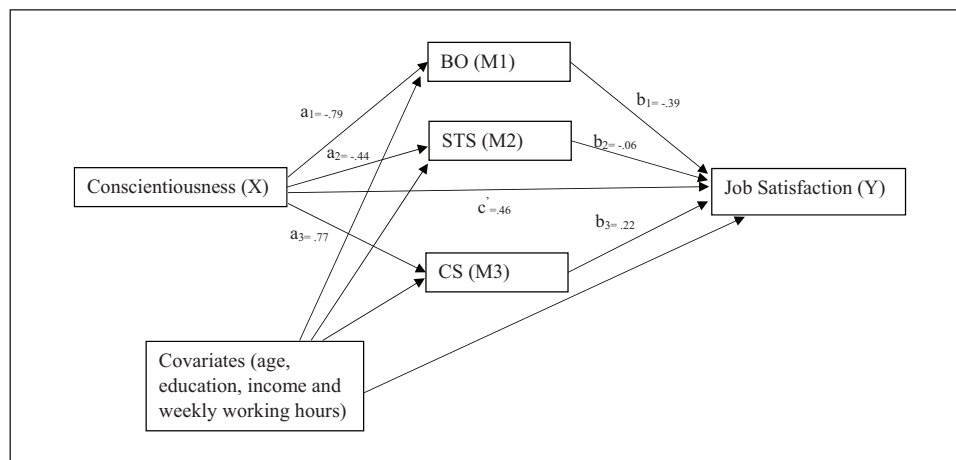 BO (M1)
a1= -.79
b1= -.39
STS (M2)
a2= -.44
b2= -.06
Conscientiousness (X)
Job Satisfaction (Y)
c' =.46
a3= .77
b3= .22
CS (M3)
Covariates (age,
education, income and
weekly working hours)